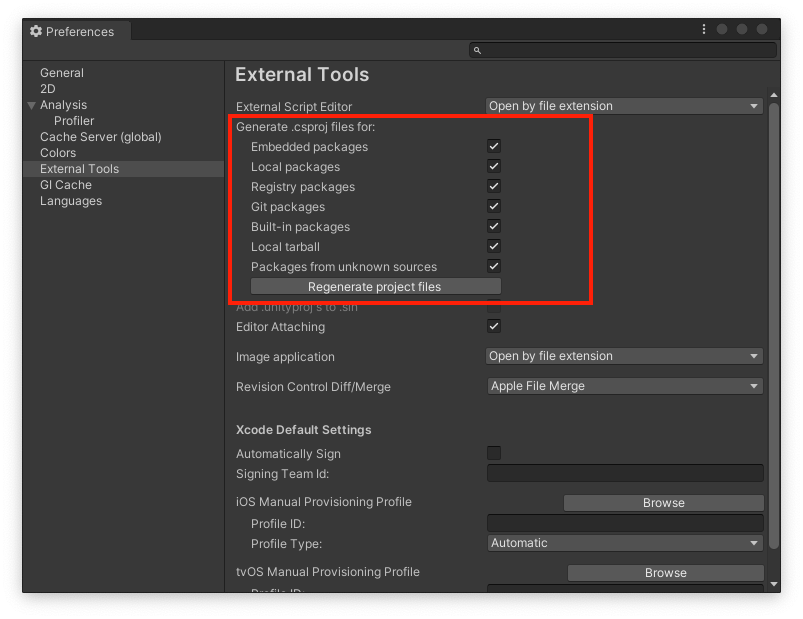 Preferences
General
2D
Analysis
Profiler
Cache Server (global)
Colors
External Tools
GI Cache
Languages
External Tools
External Script Editor Open by file extension
Generate .csproj files for:
Embedded packages
Local packages
Registry packages
Git packages
Built-in packages
Local tarball
Packages from unknown sources
Regenerate project files
Add .unityproj's to .sln
Editor Attaching
Image application Open by file extension
Revision Control Diff/Merge Apple File Merge
Xcode Default Settings
Automatically Sign
Signing Team Id:
iOS Manual Provisioning Profile Browse
Profile ID:
Profile Type: Automatic
tvOS Manual Provisioning Profile Browse
Profile ID: